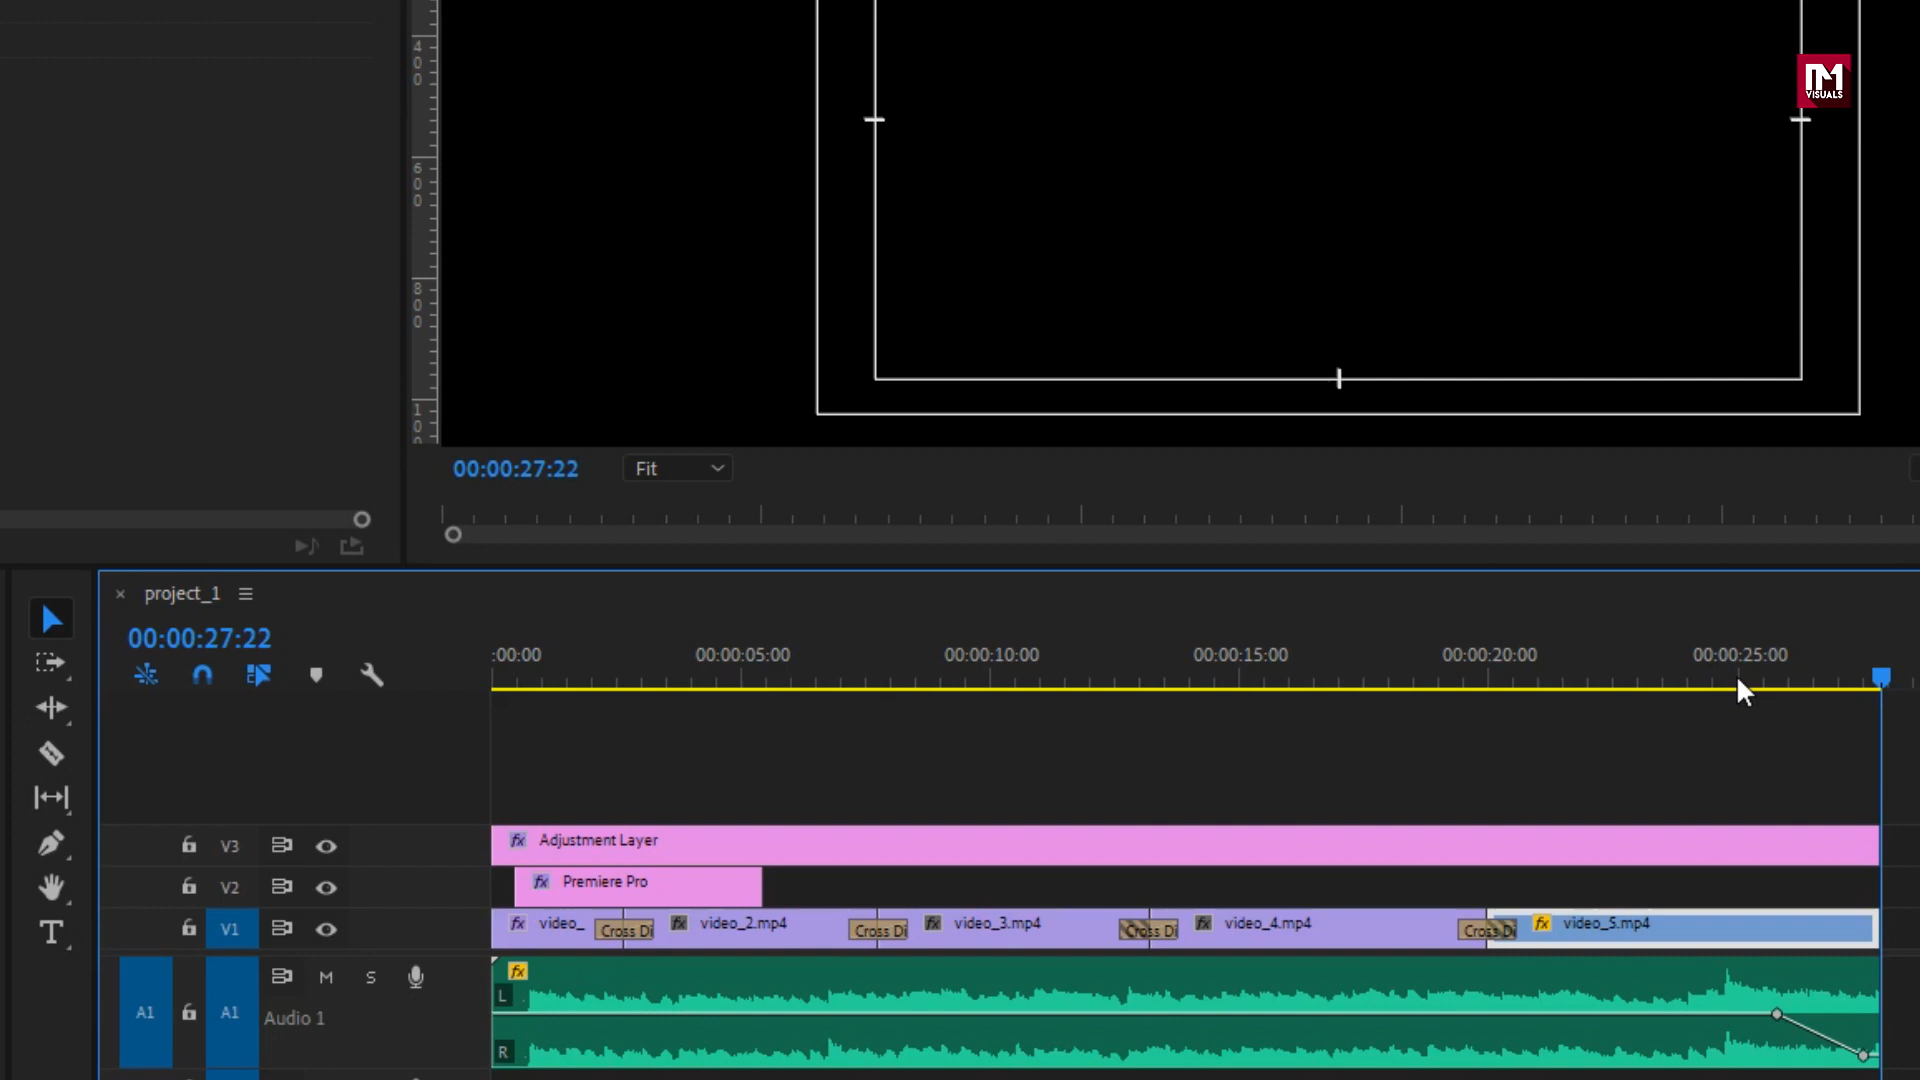 400
600
800
100
M
VISUALS
00:00:27:22
Fit
project_1
00:00:27:22
:00:00
00:00:05:00
00:00:10:00
00:00:15:00
00:00:20:00
00:00:25:00
V3
fx Adjustment Layer
V2
fx Premiere Pro
V1
fx video_
Cross Di
fx video_2.mp4
Cross Di
fx video_3.mp4
Cross Di
fx video_4.mp4
Cross Di
fx video_5.mp4
A1
A1
M
S
Audio 1
fx
L
R